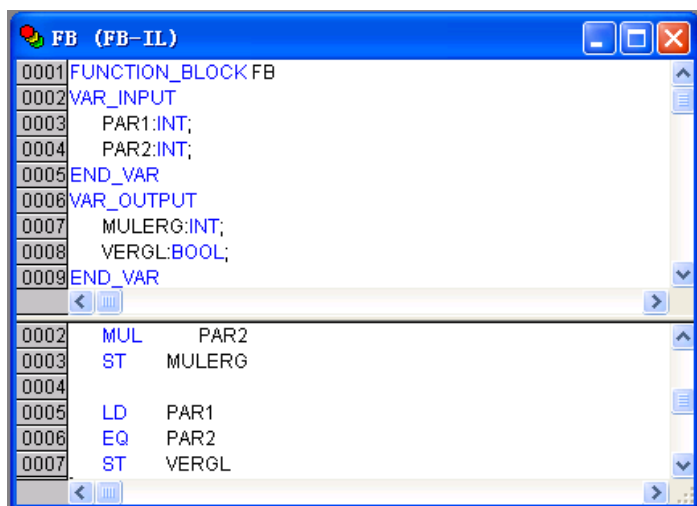 FB (FB-IL)
0001 FUNCTION_BLOCK FB
0002 VAR_INPUT
0003 PAR1:INT;
0004 PAR2:INT;
0005 END_VAR
0006 VAR_OUTPUT
0007 MULERG:INT;
0008 VERGL:BOOL;
0009 END_VAR
0002 MUL PAR2
0003 ST MULERG
0004
0005 LD PAR1
0006 EQ PAR2
0007 ST VERGL